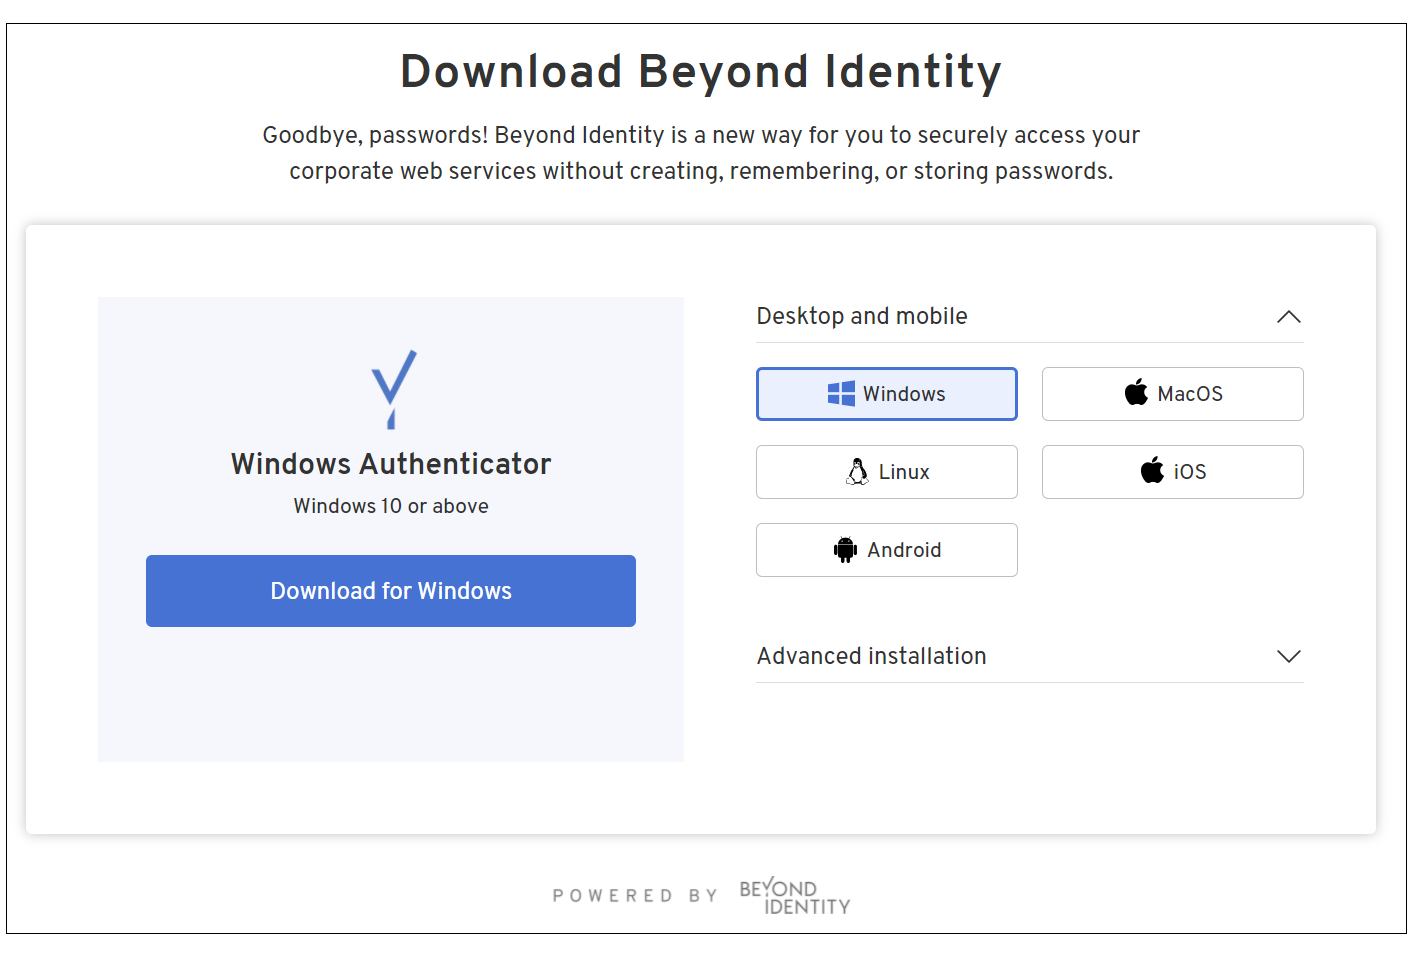 Download Beyond Identity
Goodbye, passwords! Beyond Identity is a new way for you to securely access your
corporate web services without creating, remembering, or storing passwords.
Windows Authenticator
Windows 10 or above
Download for Windows
Desktop and mobile
Windows
MacOS
Linux
iOS
Android
Advanced installation
POWERED BY
BEYOND
IDENTITY